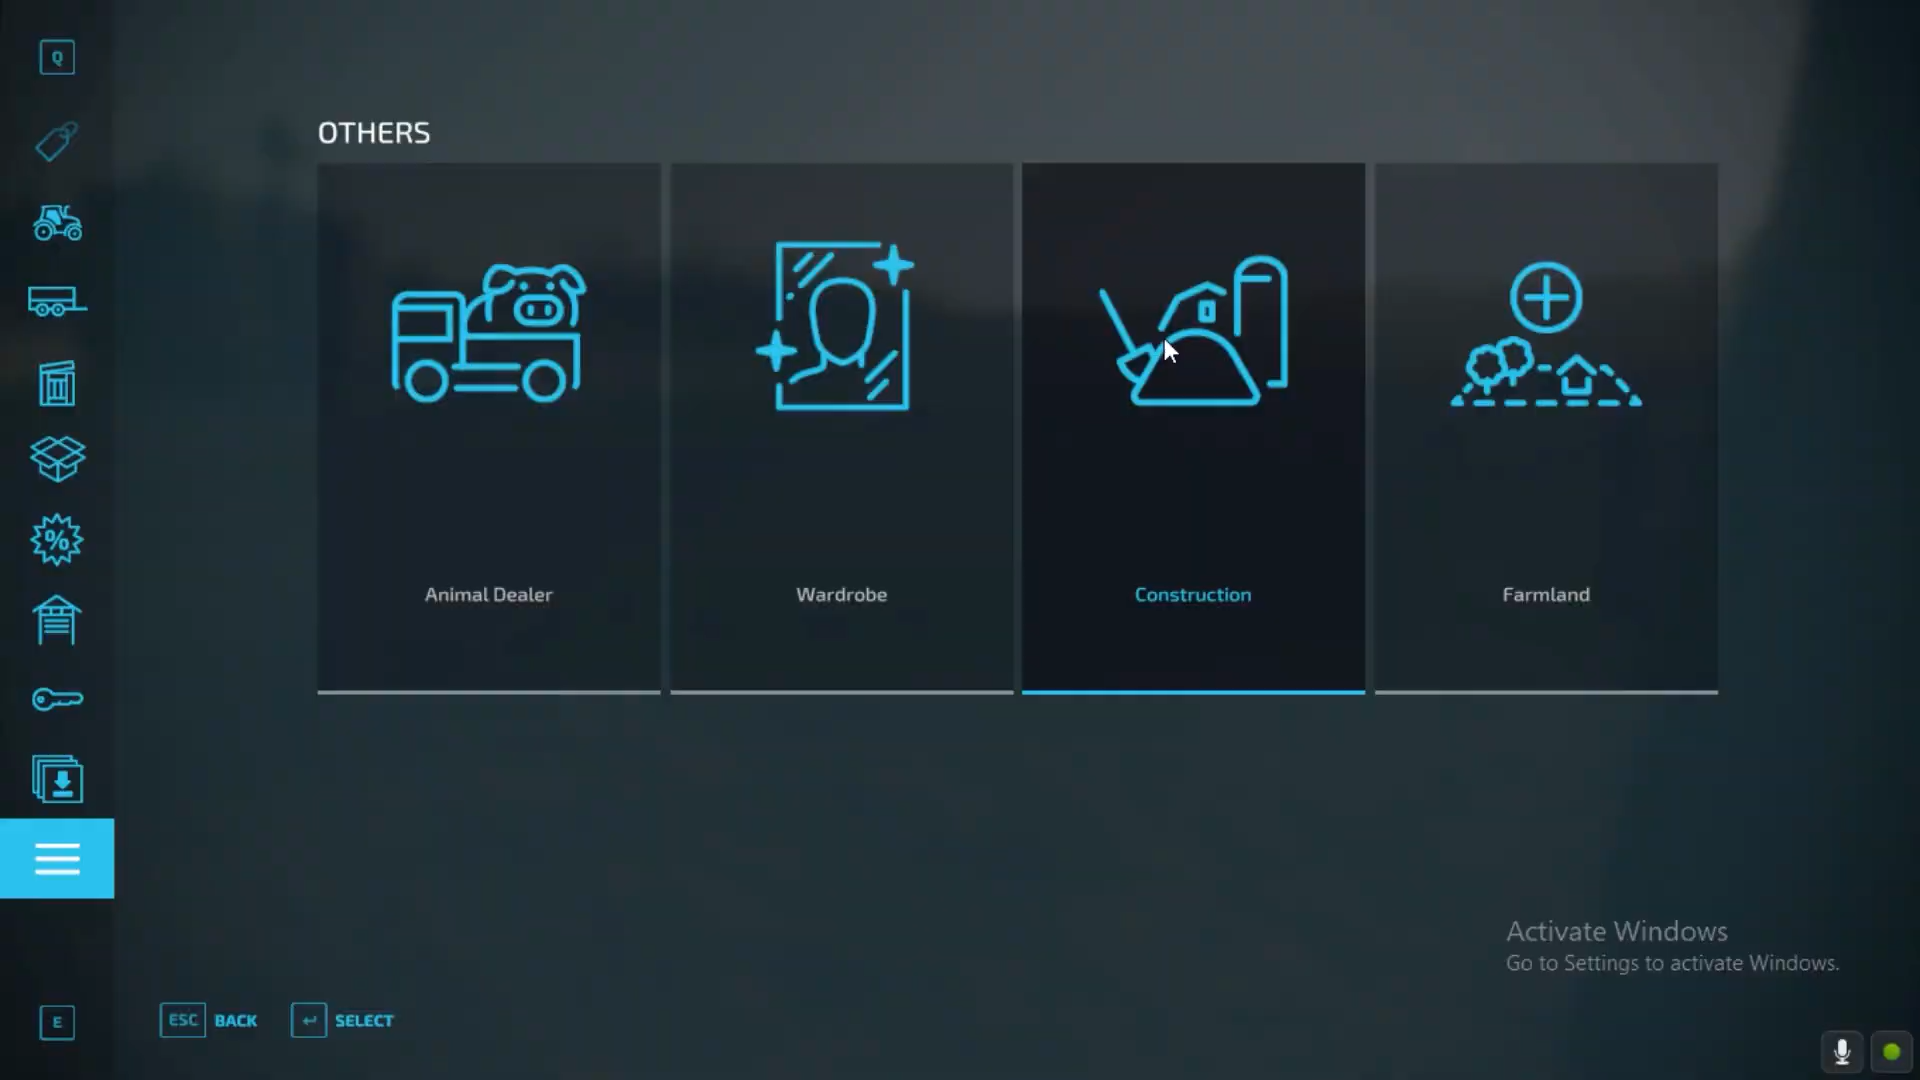 Q
OTHERS
Animal Dealer
Wardrobe
Construction
Farmland
%
Activate Windows
Go to Settings to activate Windows.
E
ESC BACK
↵ SELECT